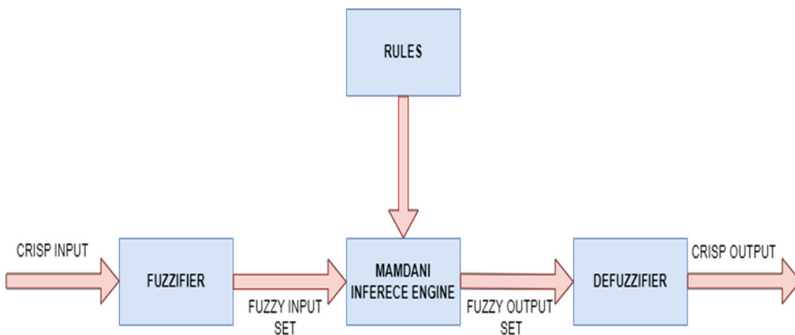 RULES
CRISP INPUT
FUZZIFIER
FUZZY INPUT
SET
MAMDANI
INFERECE ENGINE
FUZZY OUTPUT
SET
DEFUZZIFIER
CRISP OUTPUT